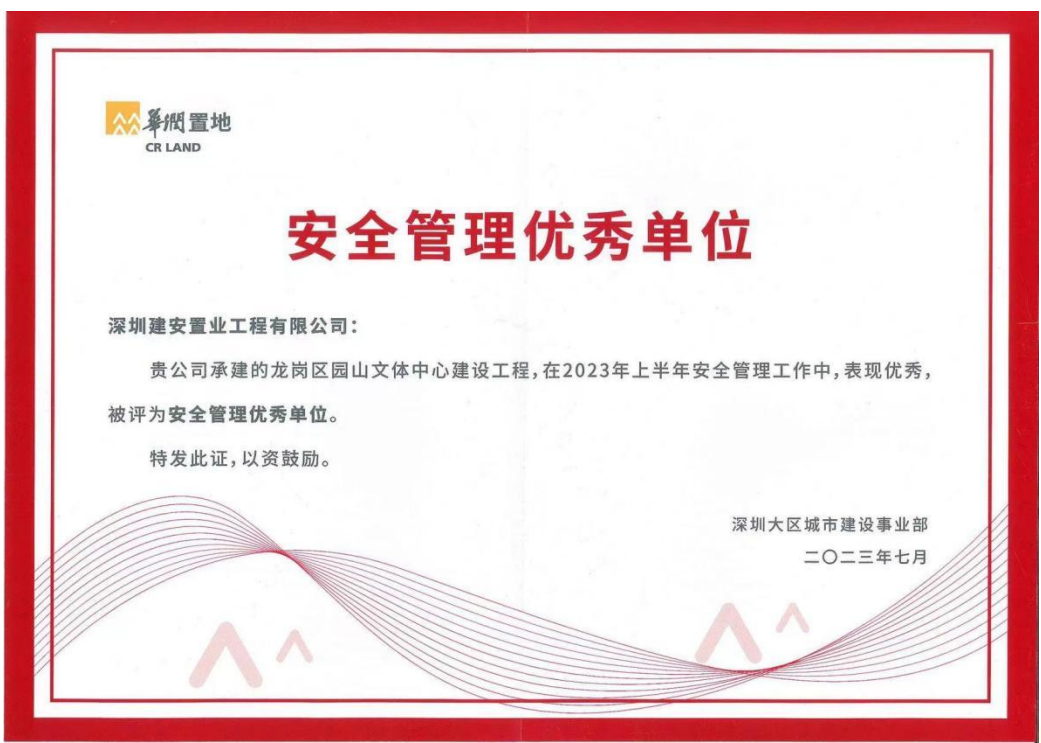 華润置地
CR LAND
安全管理优秀单位
深圳建安置业工程有限公司：
贵公司承建的龙岗区园山文体中心建设工程，在2023年上半年安全管理工作中，表现优秀，
被评为安全管理优秀单位。
特发此证，以资鼓励。
深圳大区城市建设事业部
二〇二三年七月